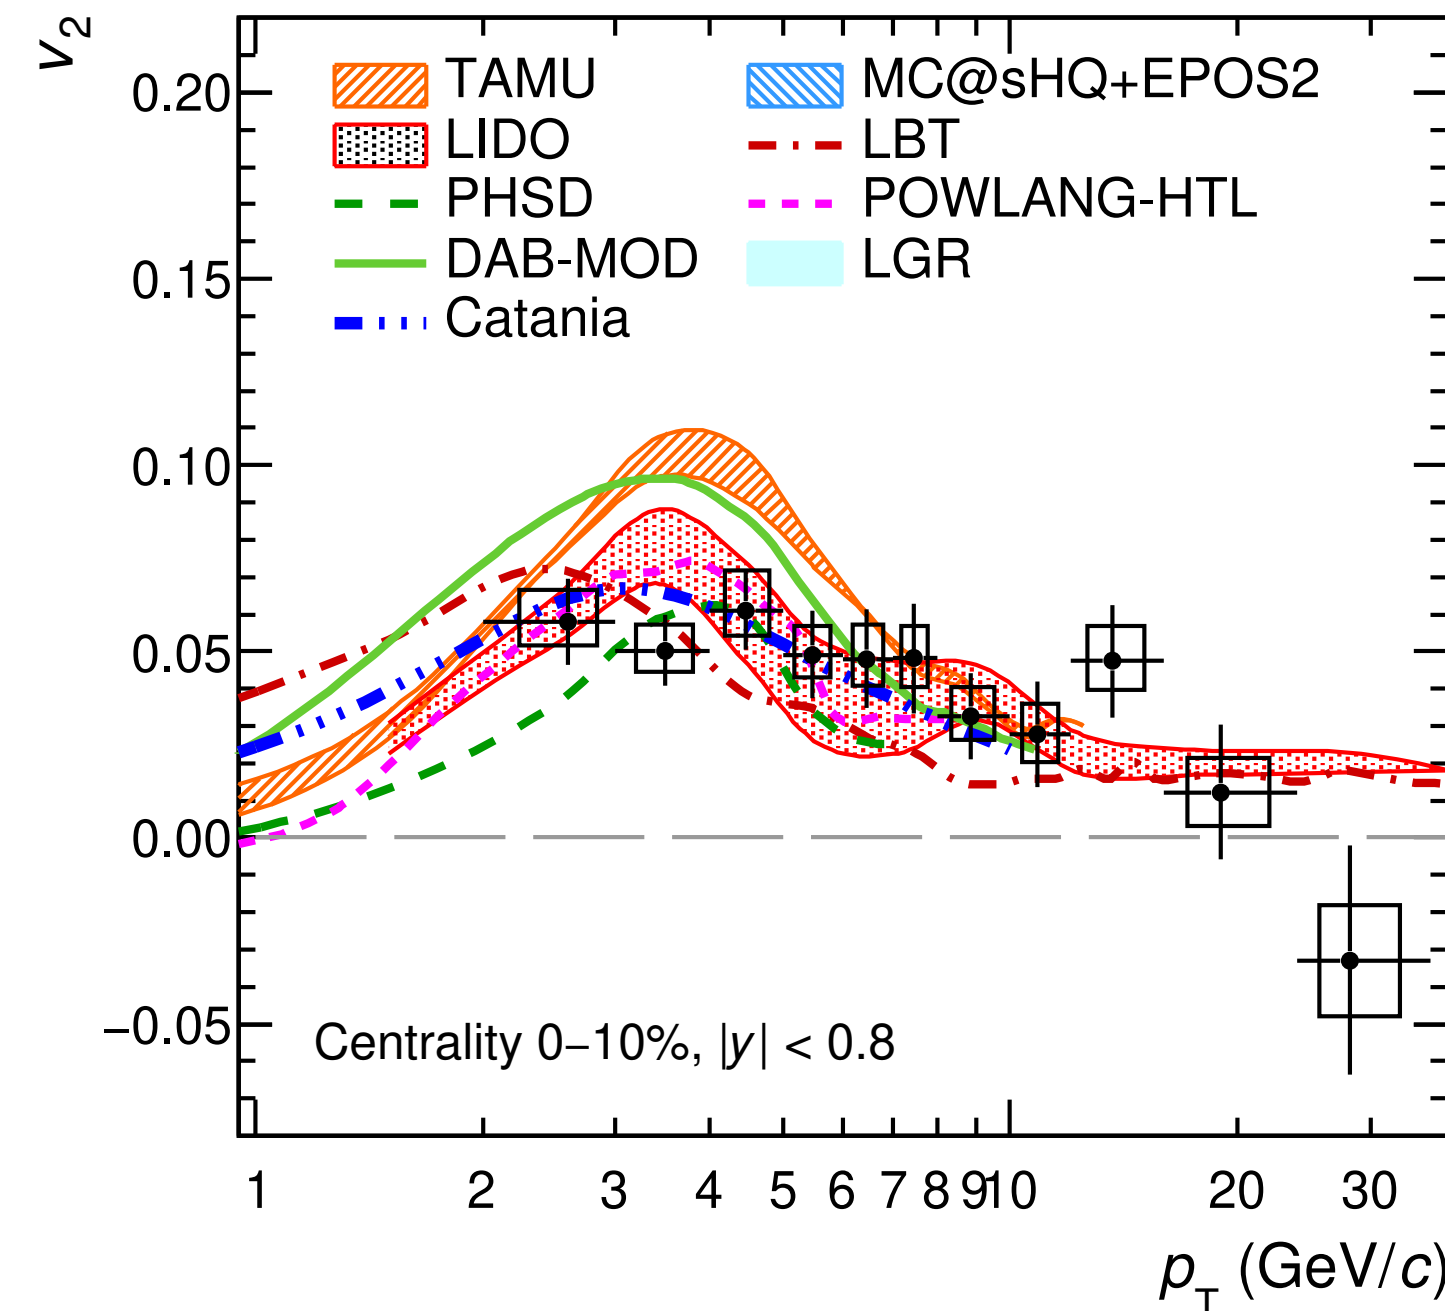 v2
0.20
0.15
0.10
0.05
0.00
−0.05
TAMU
LIDO
PHSD
DAB-MOD
Catania
MC@sHQ+EPOS2
LBT
POWLANG-HTL
LGR
Centrality 0–10%, |y| < 0.8
1 2 3 4 5 6 7 8 9 10 20 30
pT (GeV/c)